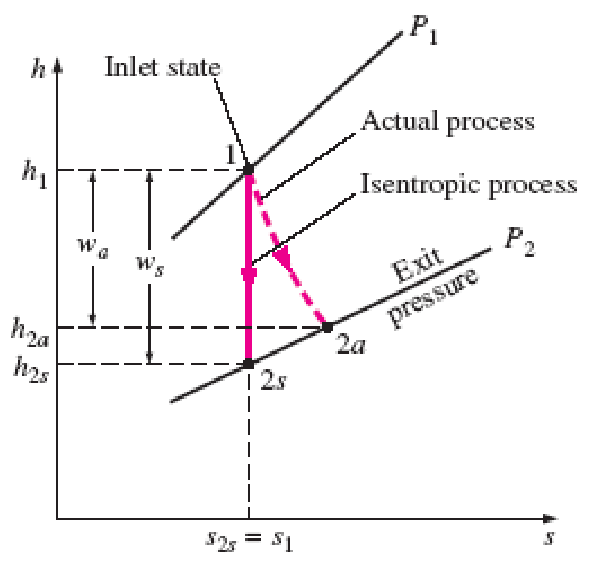 P₁
h
Inlet state
Actual process
1
h₁
Isentropic process
wₐ
wₛ
P₂
Exit
pressure
h₂ₐ
2a
h₂ₛ
2s
s₂ₛ = s₁
s